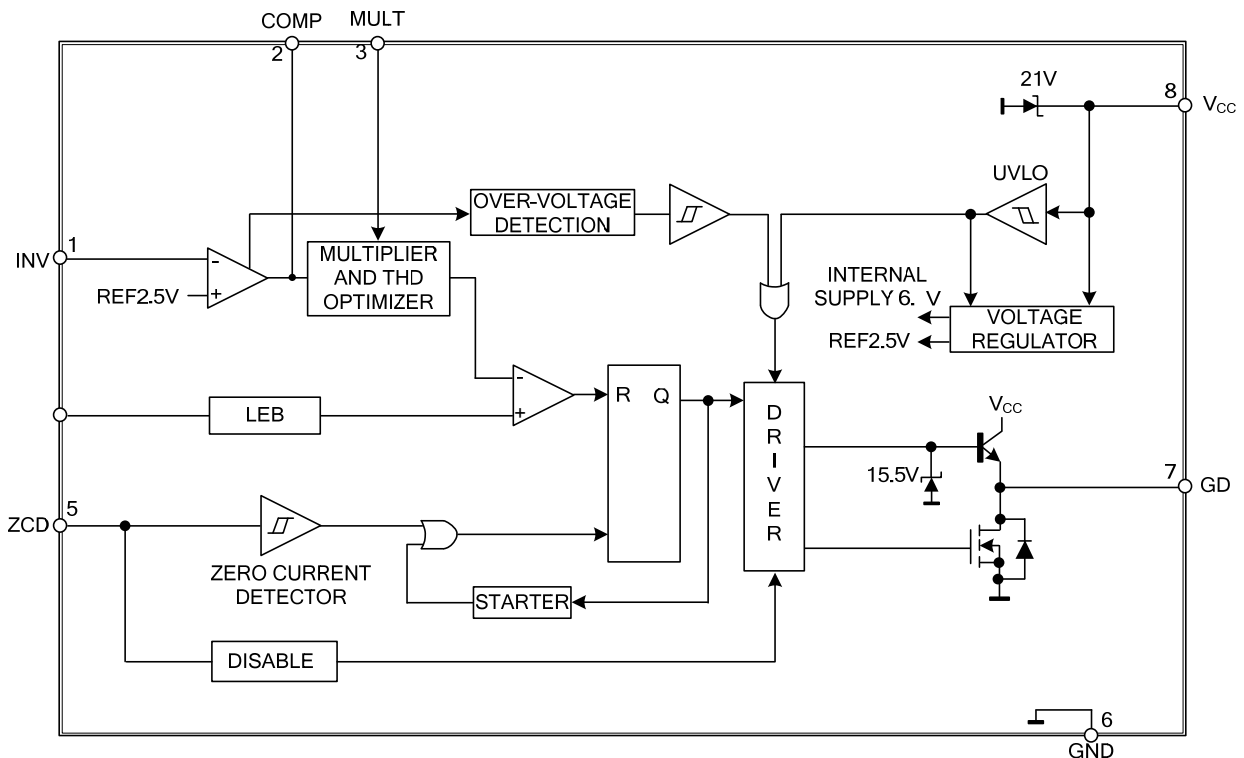 COMP
MULT
2
3
21V
8
VCC
UVLO
OVER-VOLTAGE
DETECTION
1
INV
-
+
REF2.5V
MULTIPLIER
AND THD
OPTIMIZER
INTERNAL
SUPPLY 6. V
REF2.5V
VOLTAGE
REGULATOR
-
+
LEB
R
Q
DRIVER
VCC
15.5V
7
GD
5
ZCD
ZERO CURRENT
DETECTOR
STARTER
DISABLE
6
GND